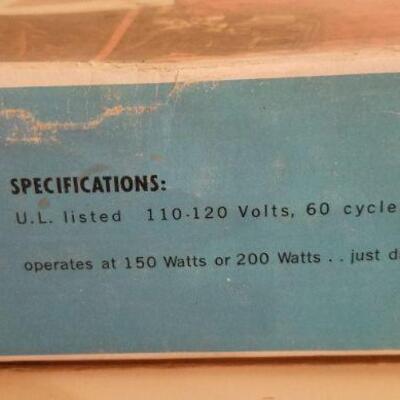 SPECIFICATIONS:
U.L. listed 110-120 Volts, 60 cycle
operates at 150 Watts or 200 Watts . . just